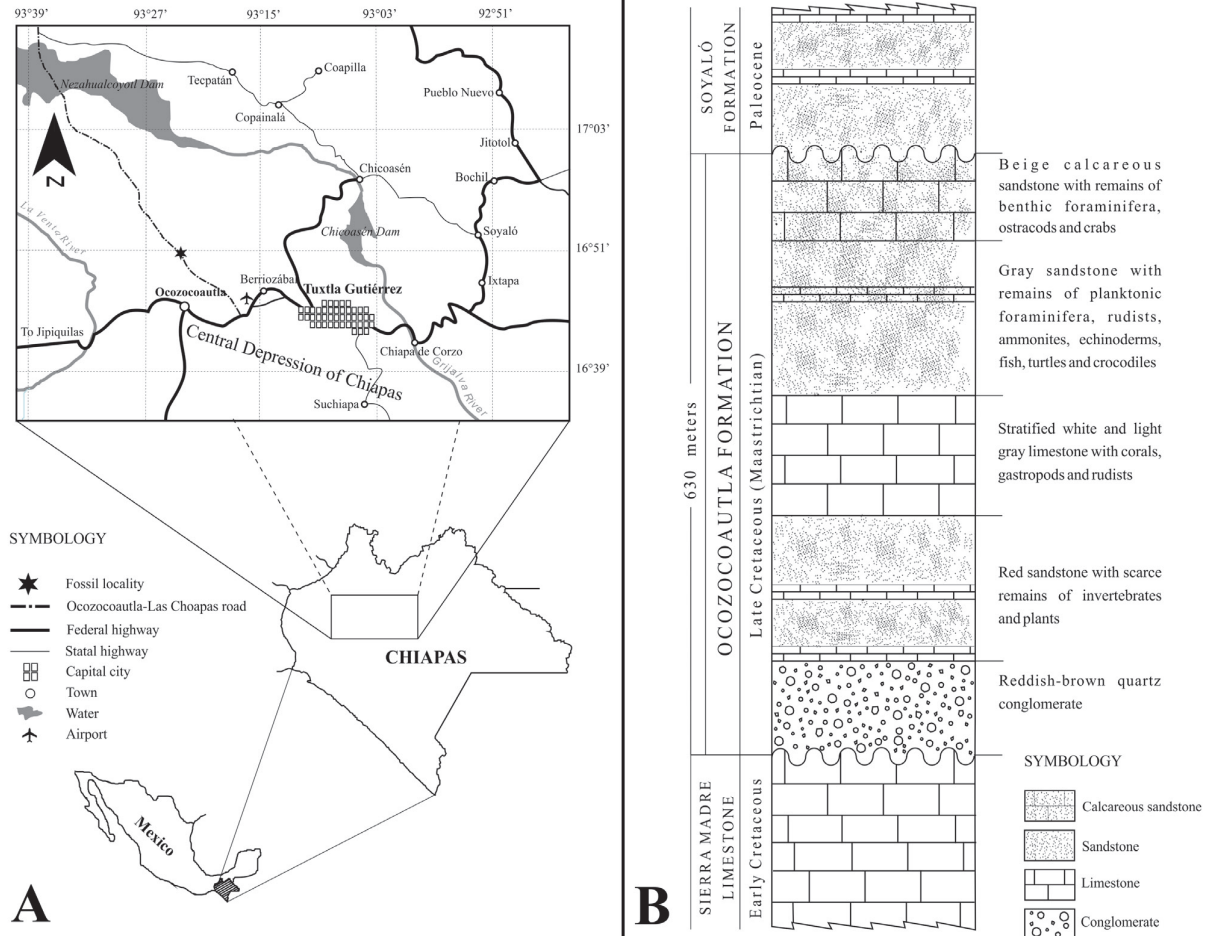 93°39' 93°27' 93°15' 93°03' 92°51'
Coapilla
Tecpatán
Nezahualcoyotl Dam
Pueblo Nuevo
Copainalá
17°03'
Jitotol
N
Chicoasén
Bochil
La Venta River
Chicoasén Dam
Soyaló
16°51'
Berriozábal
Ixtapa
Tuxtla Gutiérrez
Ocozocoautla
To Jipiquilas
Central Depression of Chiapas
Chiapa de Corzo
Grijalva River
16°39'
Suchiapa
SYMBOLOGY
Fossil locality
Ocozocoautla-Las Choapas road
Federal highway
Statal highway
Capital city
Town
Water
Airport
CHIAPAS
Mexico
A
SOYALÓ
FORMATION
Paleocene
630 meters
OCOZOCOAUTLA FORMATION
Late Cretaceous (Maastrichtian)
SIERRA MADRE
LIMESTONE
Early Cretaceous
Beige calcareous
sandstone with remains of
benthic foraminifera,
ostracods and crabs
Gray sandstone with
remains of planktonic
foraminifera, rudists,
ammonites, echinoderms,
fish, turtles and crocodiles
Stratified white and light
gray limestone with corals,
gastropods and rudists
Red sandstone with scarce
remains of invertebrates
and plants
Reddish-brown quartz
conglomerate
SYMBOLOGY
Calcareous sandstone
Sandstone
Limestone
Conglomerate
B